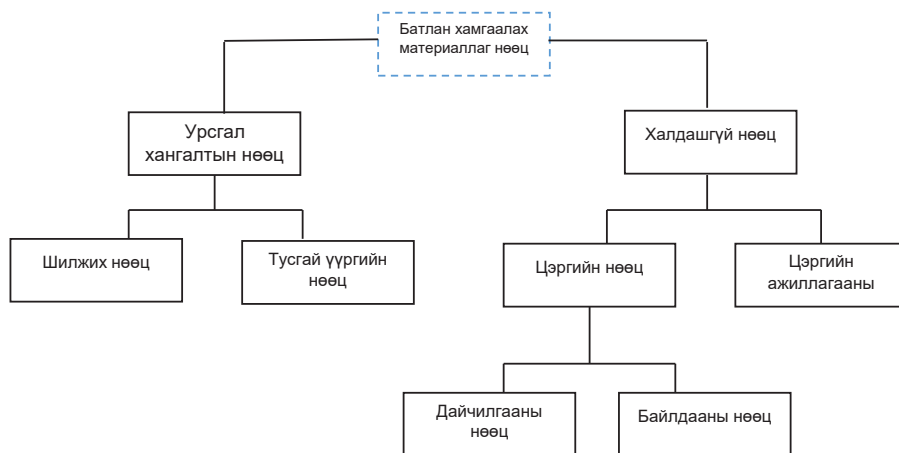 Батлан хамгаалах
материаллаг нөөц
Урсгал
хангалтын нөөц
Халдашгүй нөөц
Шилжих нөөц
Тусгай үүргийн
нөөц
Цэргийн нөөц
Цэргийн
ажиллагааны
Дайчилгааны
нөөц
Байлдааны нөөц